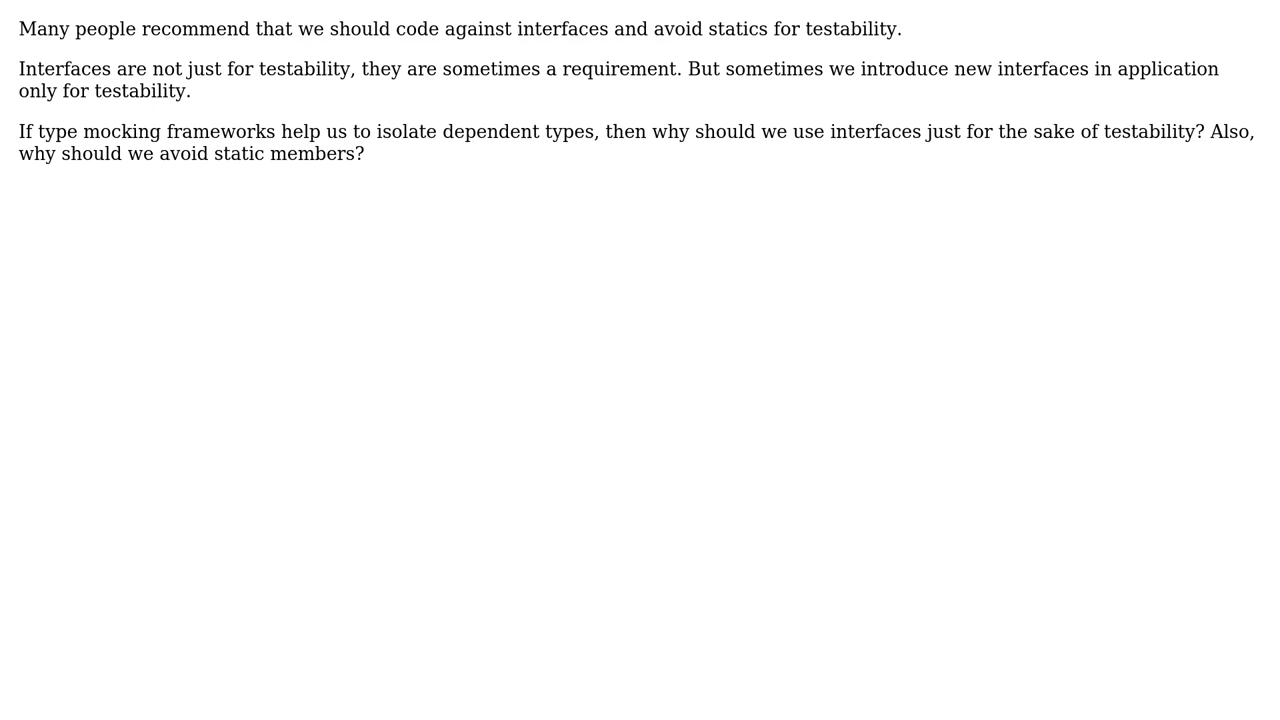 Many people recommend that we should code against interfaces and avoid statics for testability.
Interfaces are not just for testability, they are sometimes a requirement. But sometimes we introduce new interfaces in application
only for testability.
If type mocking frameworks help us to isolate dependent types, then why should we use interfaces just for the sake of testability? Also,
why should we avoid static members?